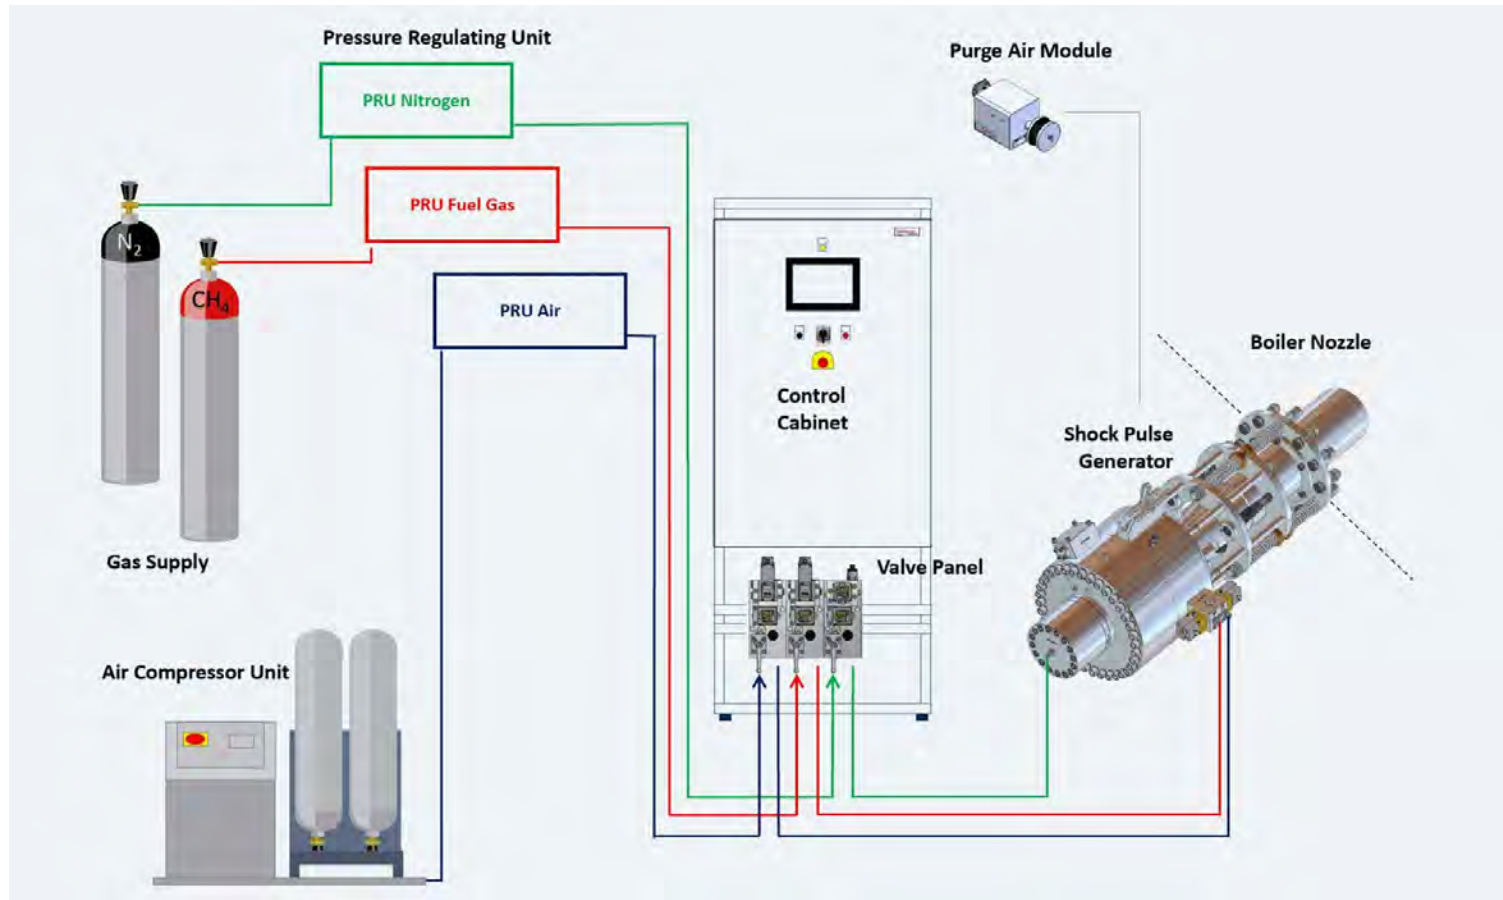 Pressure Regulating Unit
Purge Air Module
PRU Nitrogen
PRU Fuel Gas
N2
CH4
PRU Air
Boiler Nozzle
Control
Cabinet
Shock Pulse
Generator
Gas Supply
Valve Panel
Air Compressor Unit